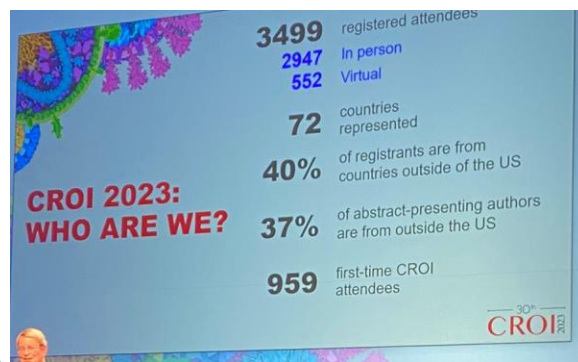 3499 registered attendees
2947 In person
552 Virtual
72 countries
represented
40% of registrants are from
countries outside of the US
CROI 2023:
WHO ARE WE?
37% of abstract-presenting authors
are from outside the US
959 first-time CROI
attendees
30th
CROI 2023